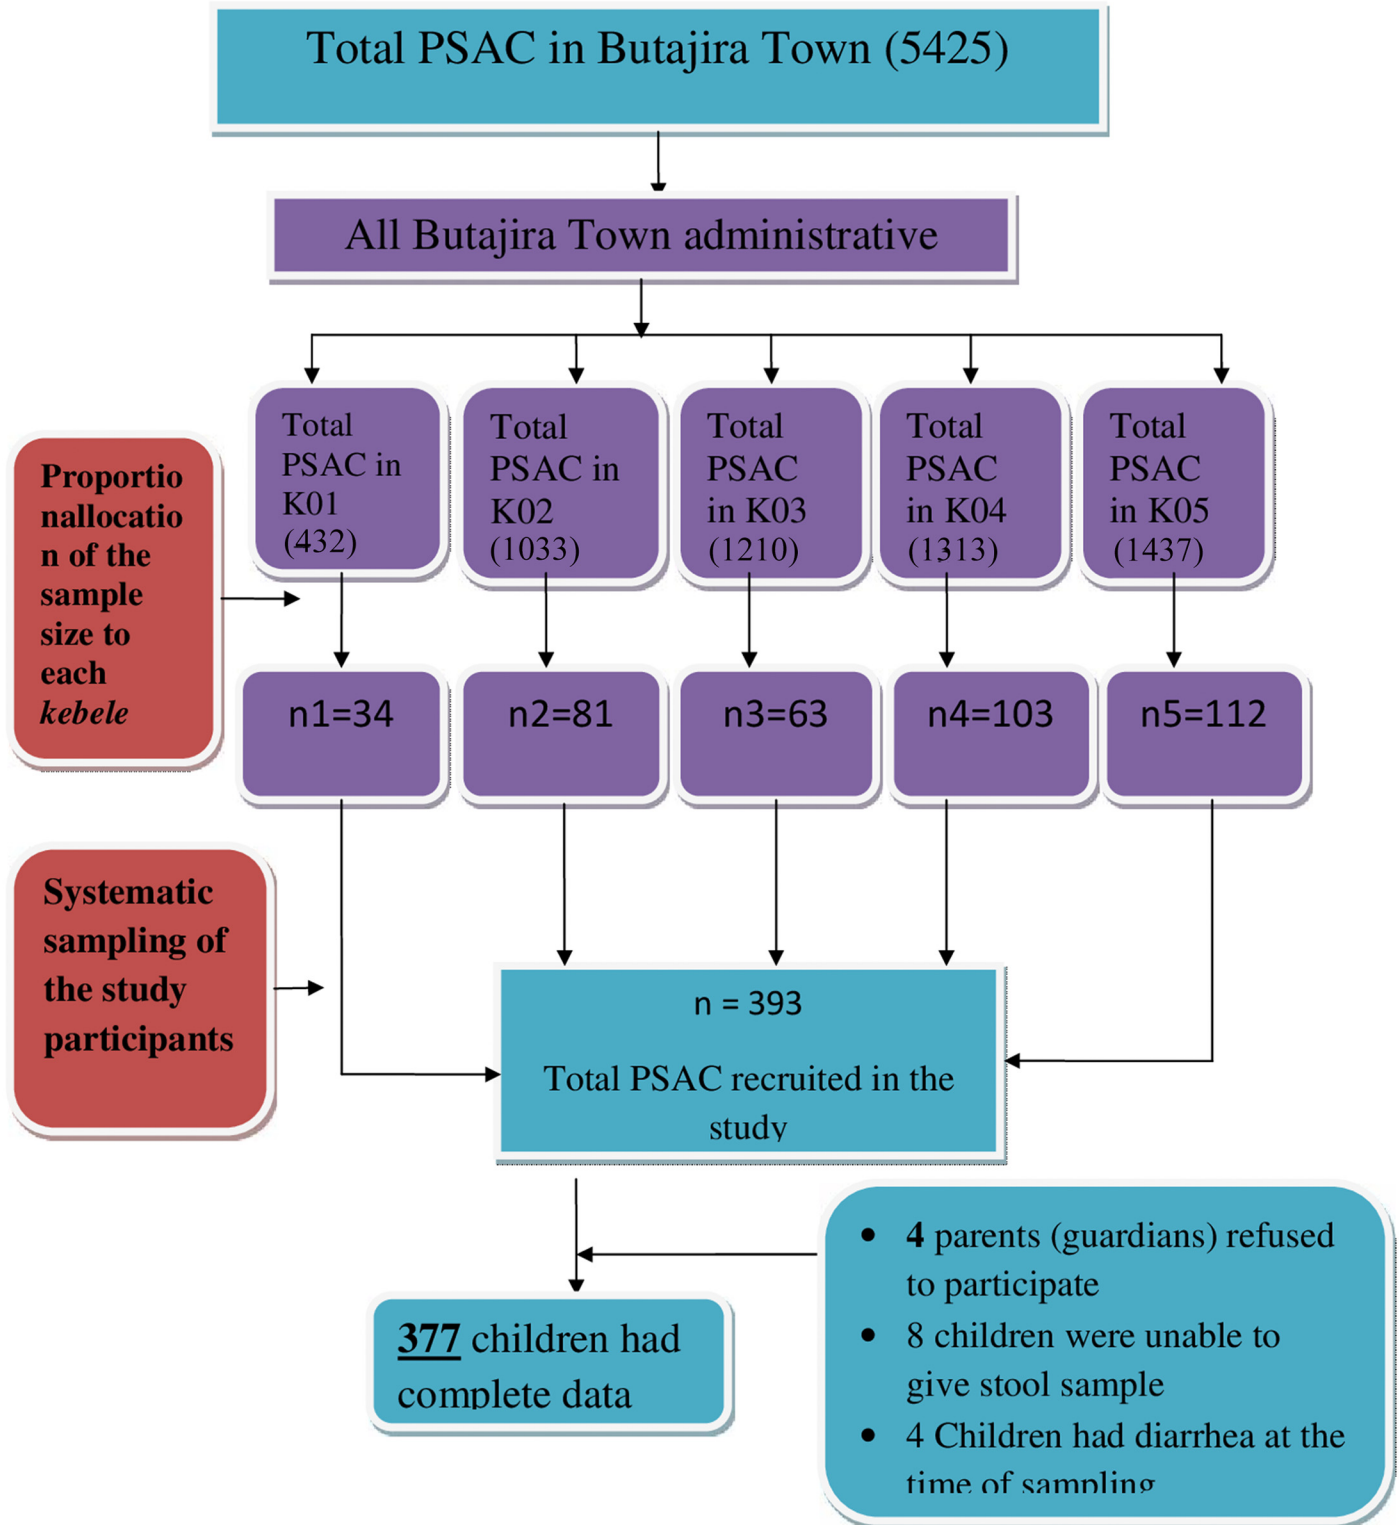 Total PSAC in Butajira Town (5425)
All Butajira Town administrative
Total
PSAC in
K01
(432)
Total
PSAC in
K02
(1033)
Total
PSAC
in K03
(1210)
Total
PSAC
in K04
(1313)
Total
PSAC
in K05
(1437)
Proportio
nallocatio
n of the
sample
size to
each
kebele
n1=34
n2=81
n3=63
n4=103
n5=112
Systematic
sampling of
the study
participants
n = 393
Total PSAC recruited in the
study
• 4 parents (guardians) refused
to participate
• 8 children were unable to
give stool sample
• 4 Children had diarrhea at the
time of sampling
377 children had
complete data